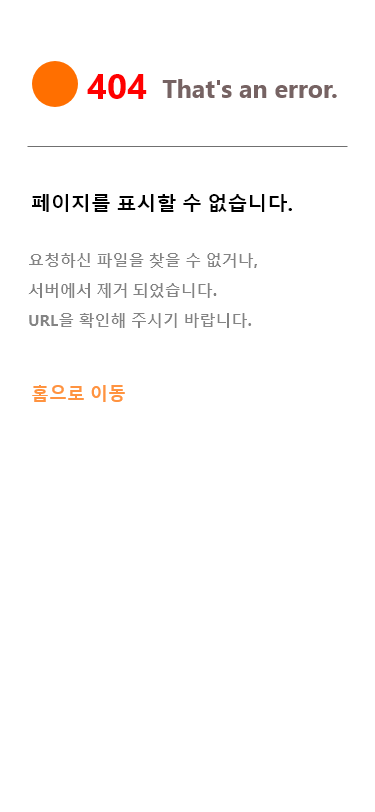 404 That's an error.
페이지를 표시할 수 없습니다.
요청하신 파일을 찾을 수 없거나,
서버에서 제거 되었습니다.
URL을 확인해 주시기 바랍니다.
홈으로 이동